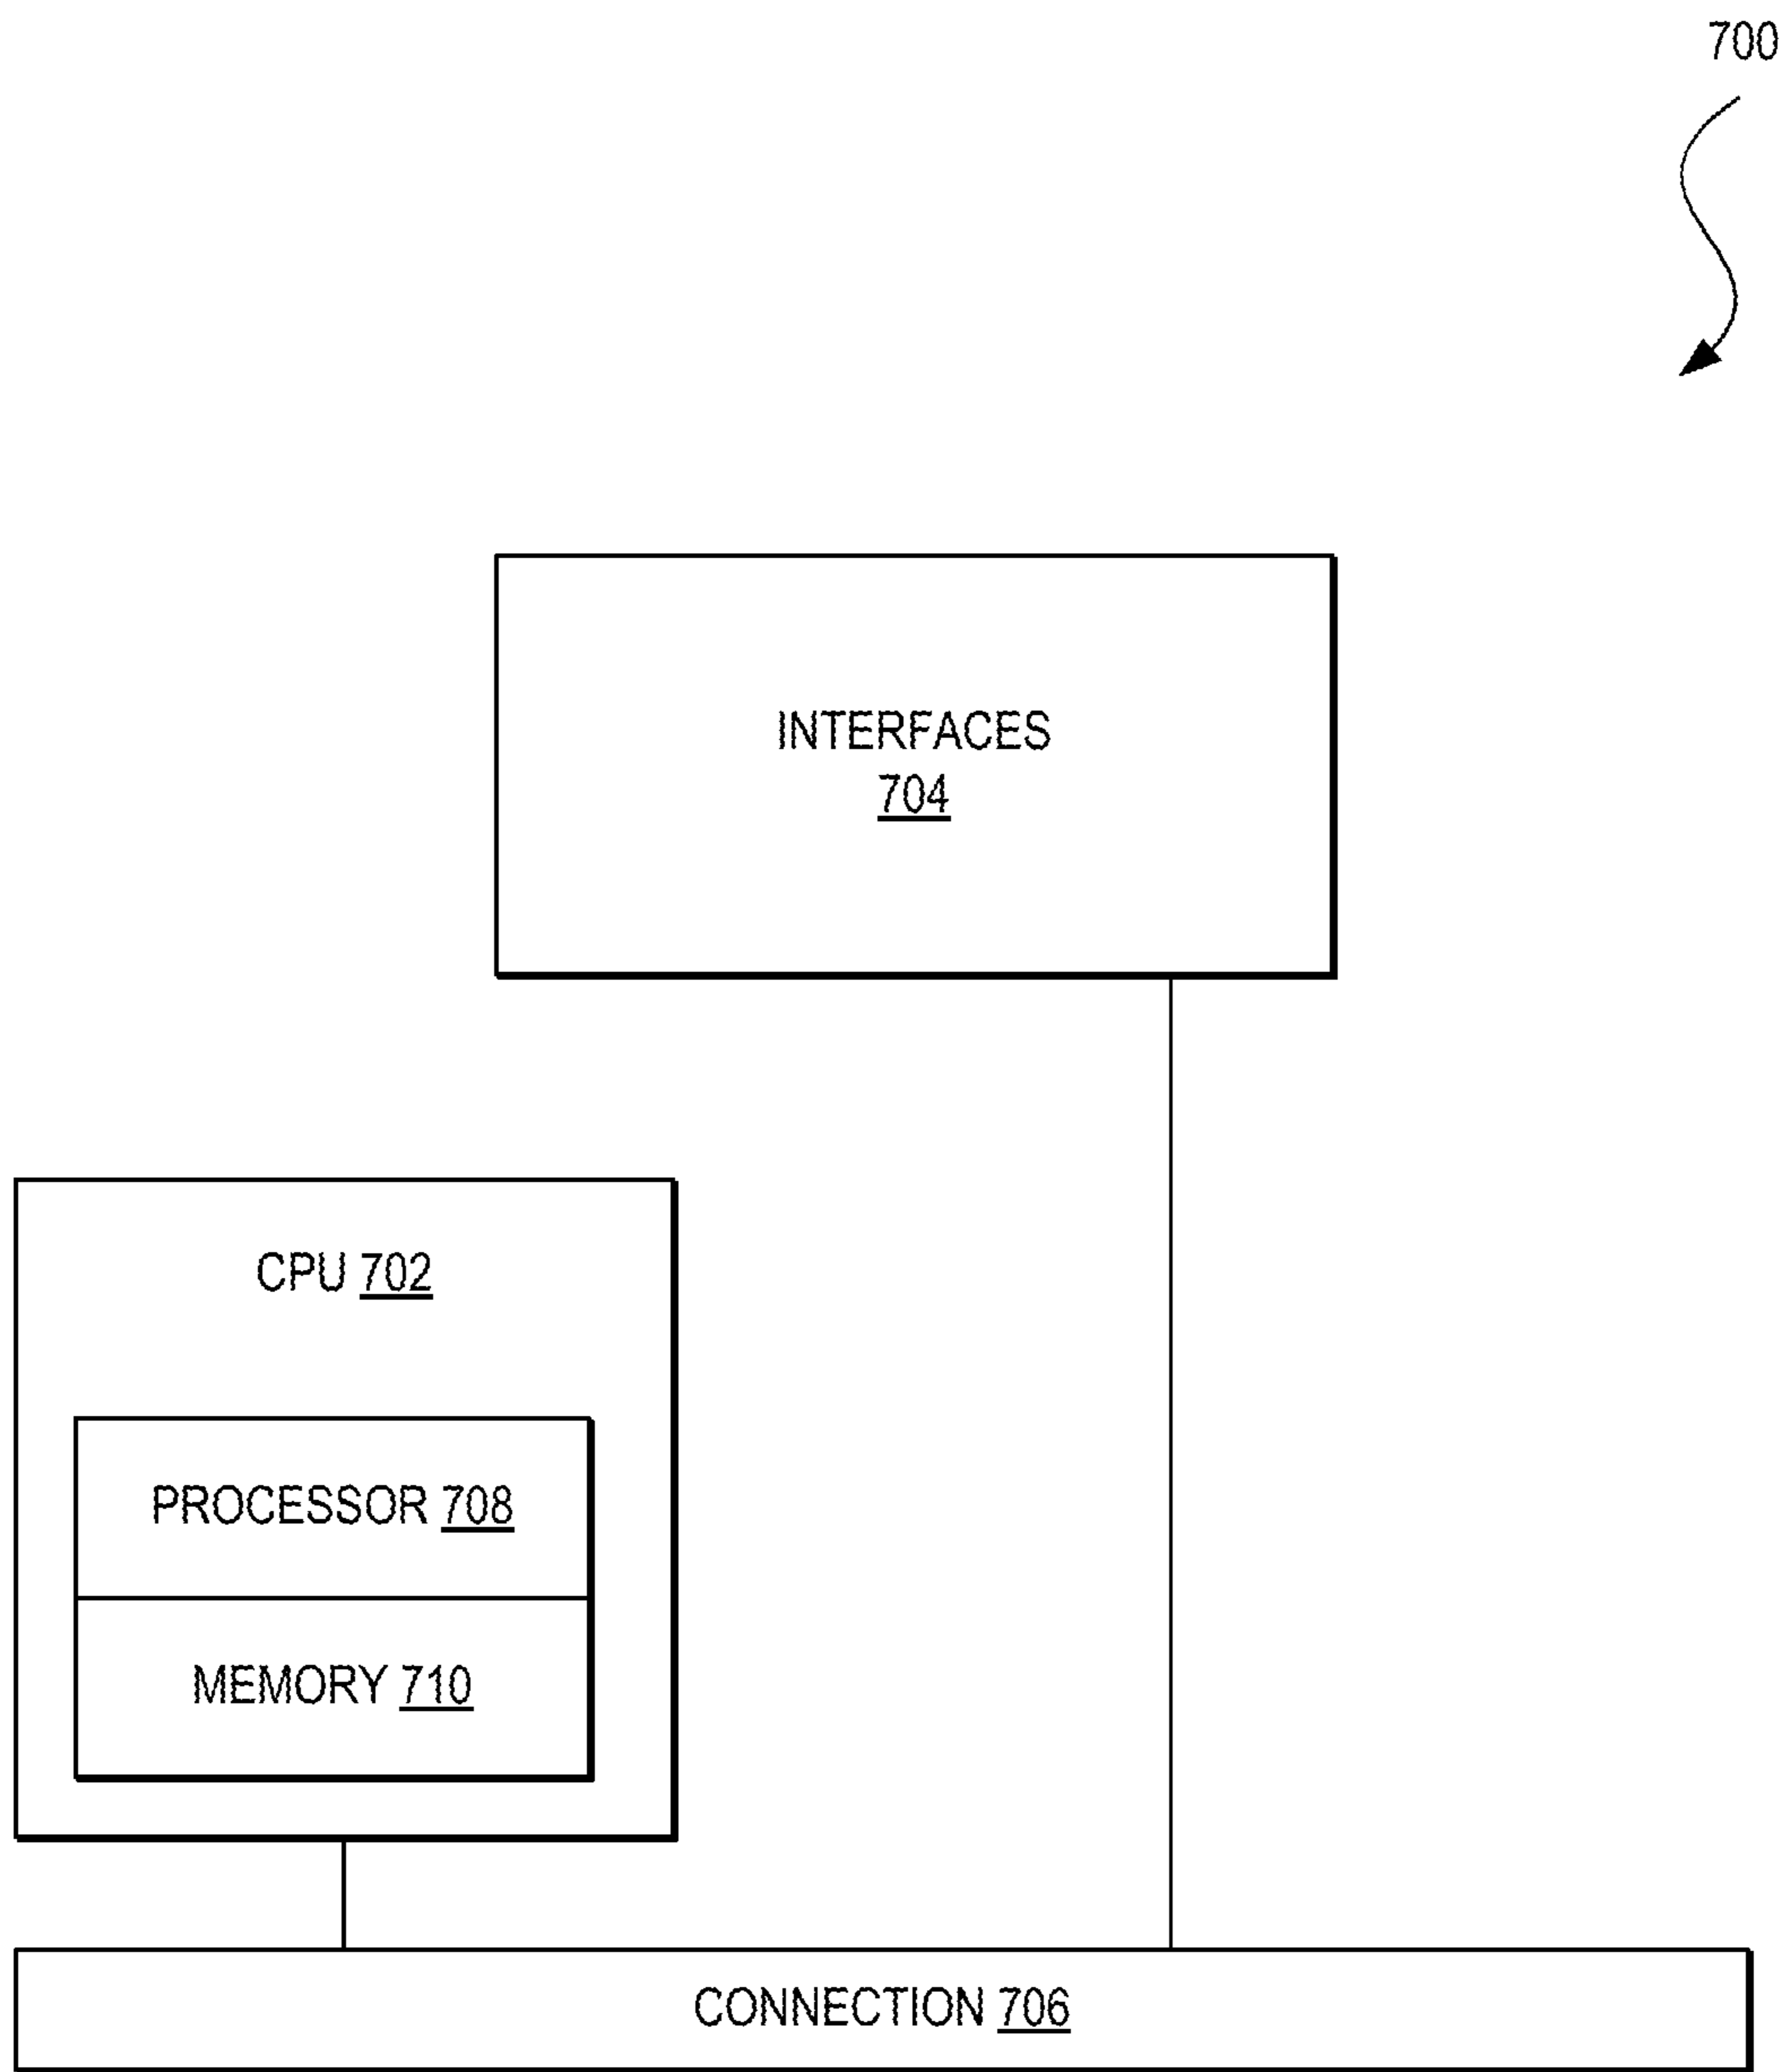 700
INTERFACES
704
CPU 702
PROCESSOR 708
MEMORY 710
CONNECTION 706